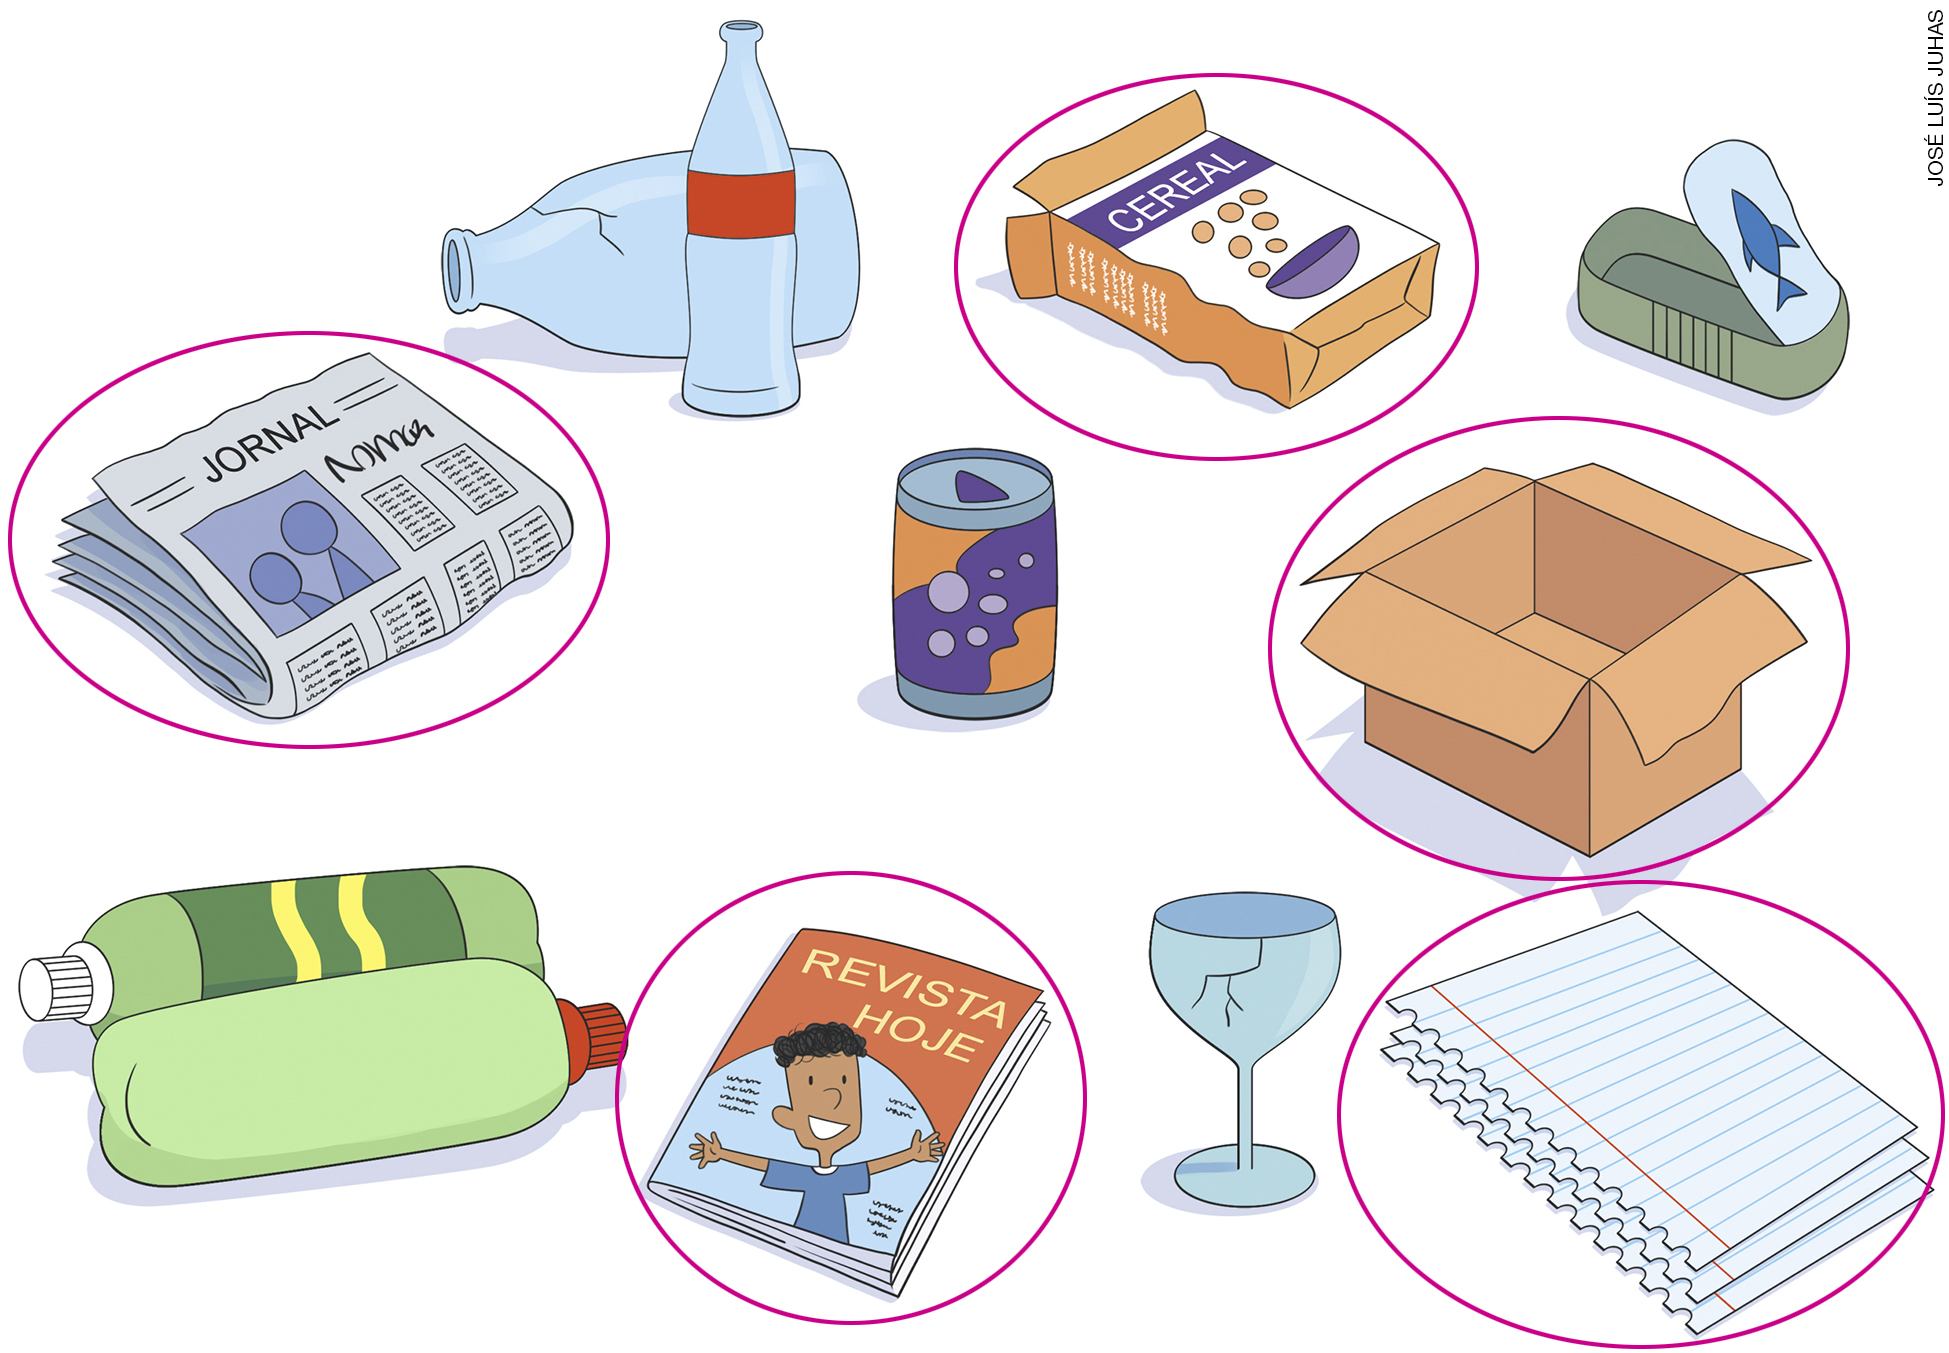 JOSÉ LUÍS JUHAS
CEREAL
JORNAL
REVISTA
HOJE